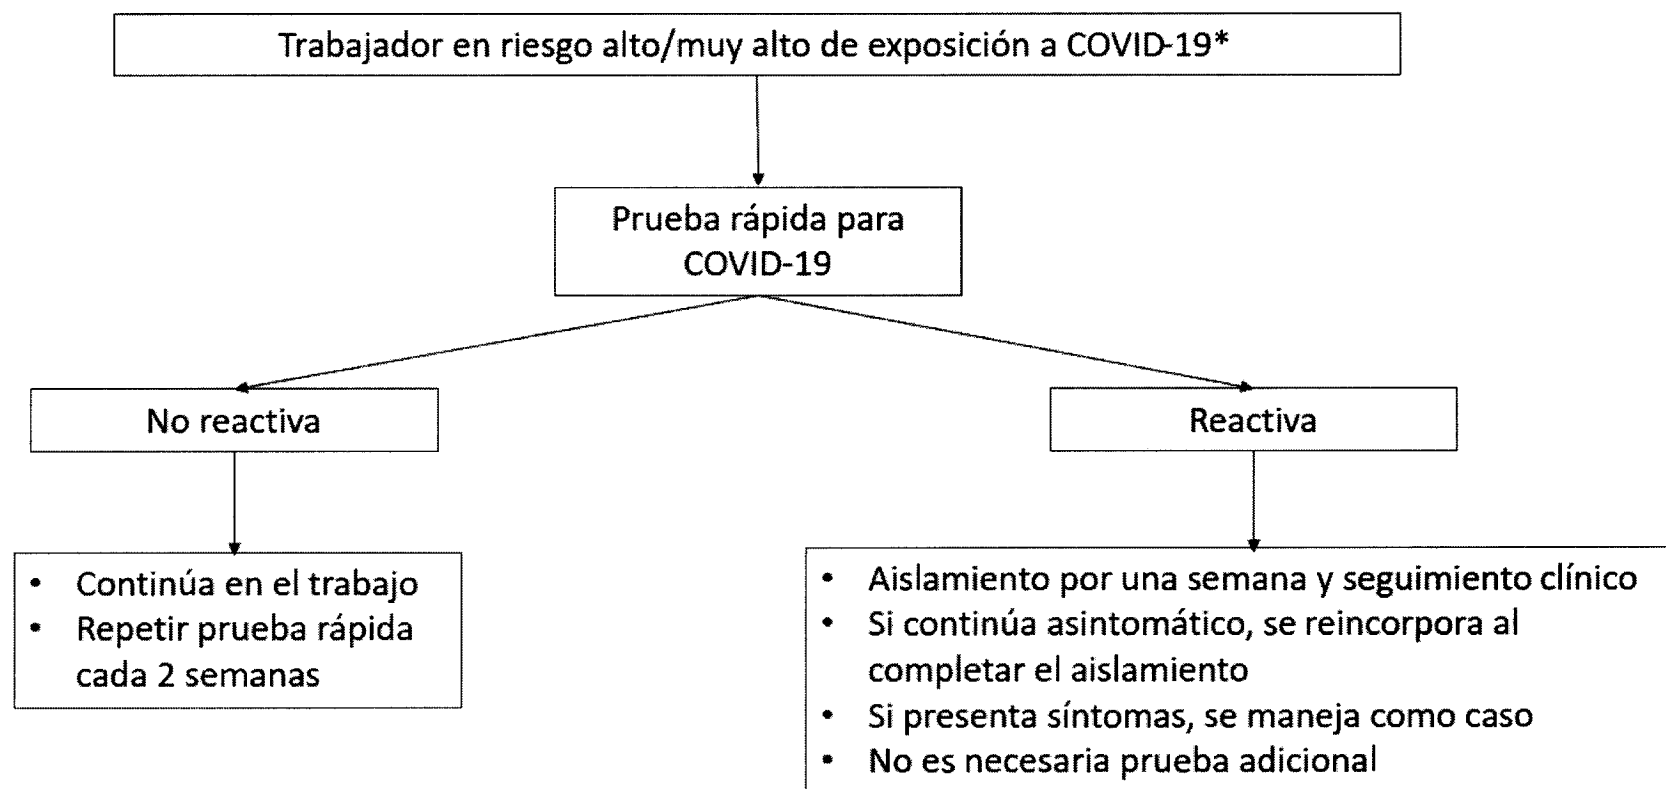 Trabajador en riesgo alto/muy alto de exposición a COVID-19*
Prueba rápida para
COVID-19
No reactiva
Reactiva
• Continúa en el trabajo
• Repetir prueba rápida
cada 2 semanas
• Aislamiento por una semana y seguimiento clínico
• Si continúa asintomático, se reincorpora al
completar el aislamiento
• Si presenta síntomas, se maneja como caso
• No es necesaria prueba adicional